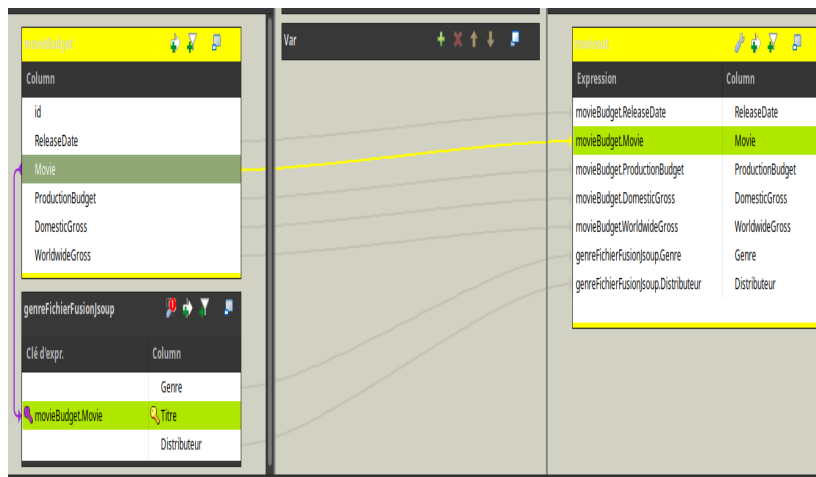 movieBudget
Column
id
ReleaseDate
Movie
ProductionBudget
DomesticGross
WorldwideGross
genreFichierFusionJsoup
Clé d'expr. Column
Genre
movieBudget.Movie Titre
Distributeur
Var
Expression Column
movieBudget.ReleaseDate ReleaseDate
movieBudget.Movie Movie
movieBudget.ProductionBudget ProductionBudget
movieBudget.DomesticGross DomesticGross
movieBudget.WorldwideGross WorldwideGross
genreFichierFusionJsoup.Genre Genre
genreFichierFusionJsoup.Distributeur Distributeur